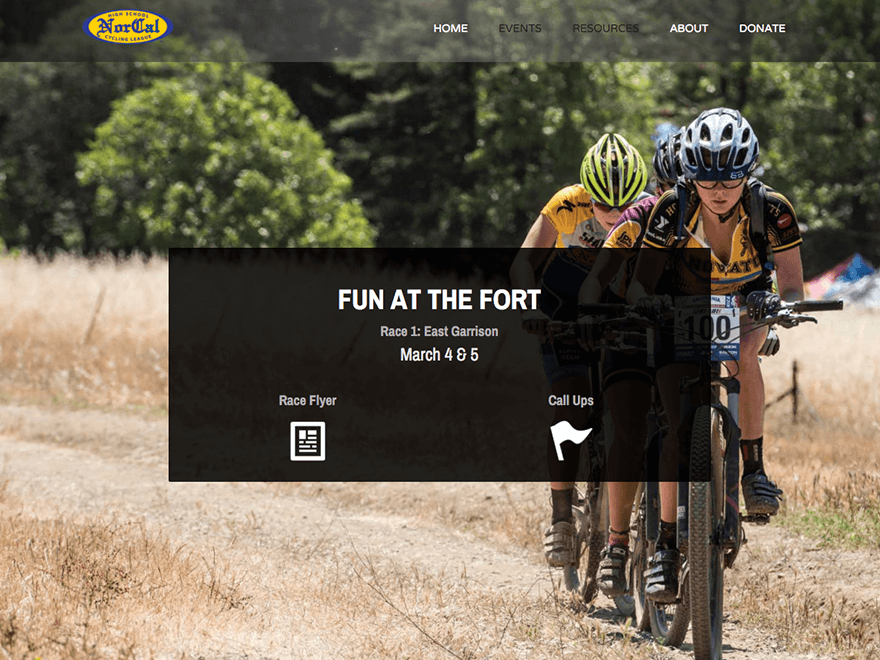 HIGH SCHOOL
NorCal
CYCLING LEAGUE
HOME
EVENTS
RESOURCES
ABOUT
DONATE
FUN AT THE FORT
Race 1: East Garrison
March 4 & 5
Race Flyer
Call Ups
100